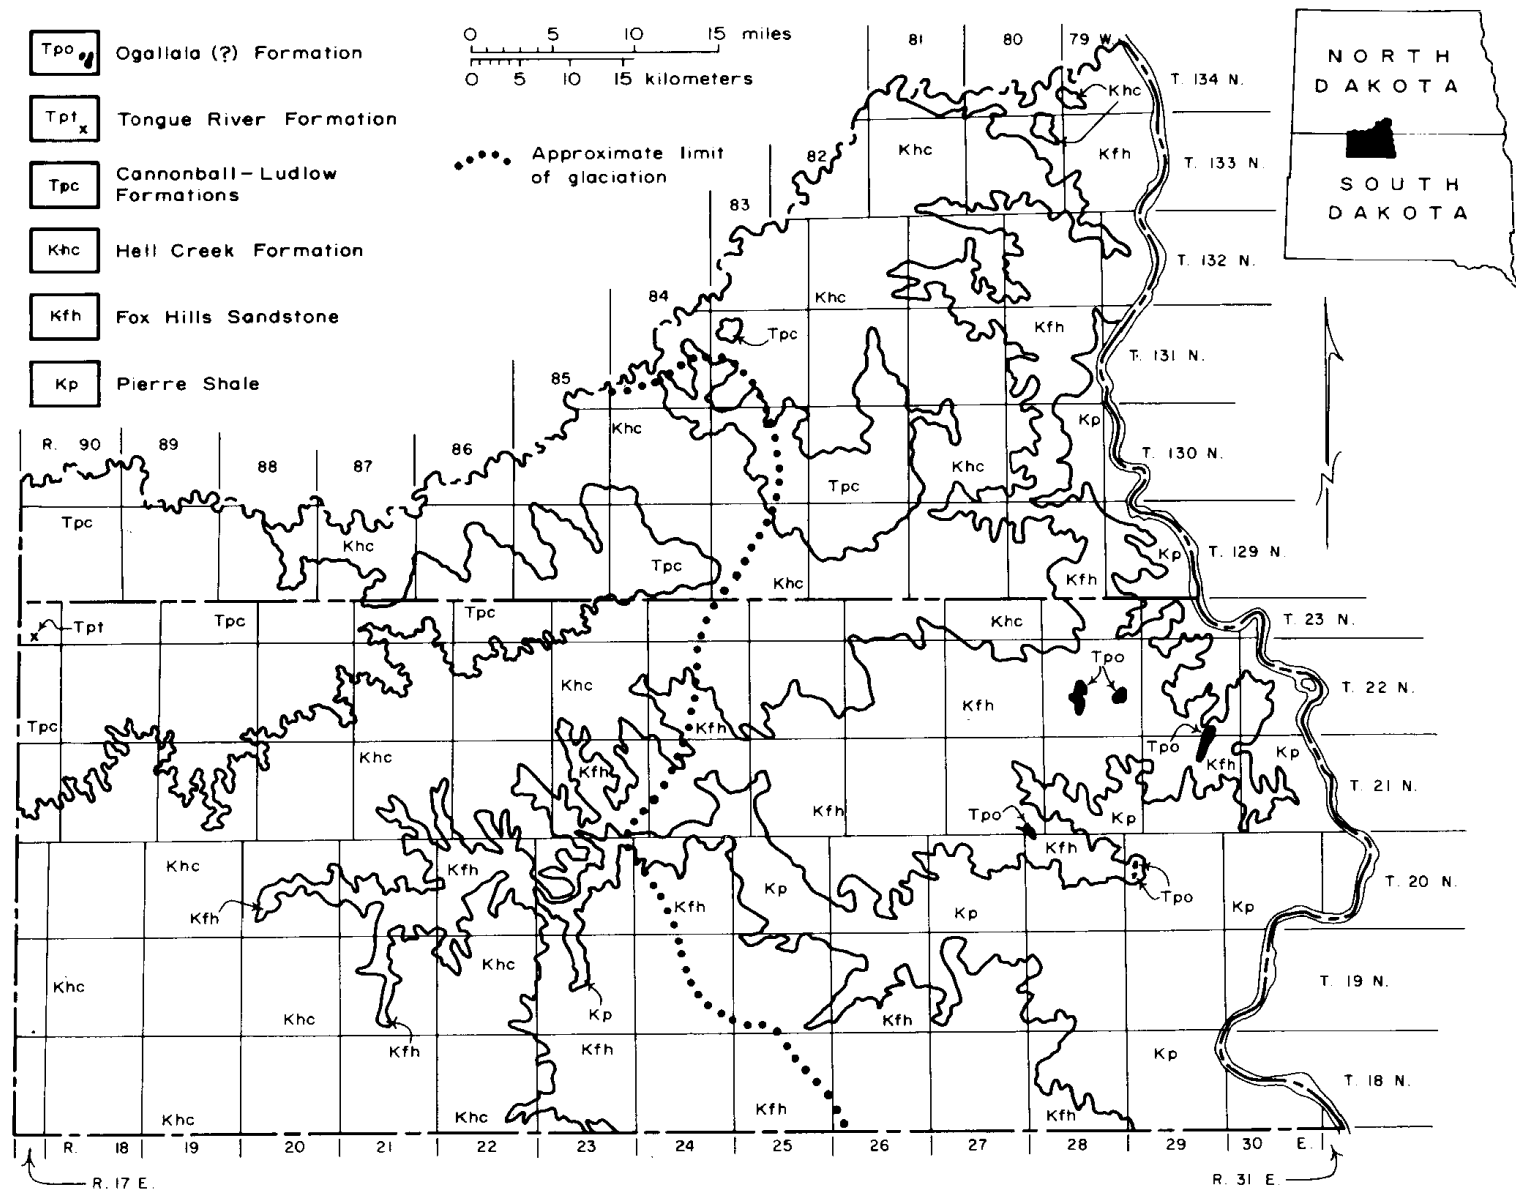 Tpo
Ogallala (?) Formation
Tpt
x
Tongue River Formation
Tpc
Cannonball-Ludlow
Formations
Khc
Hell Creek Formation
Kfh
Fox Hills Sandstone
Kp
Pierre Shale
0 5 10 15 miles
0 5 10 15 kilometers
Approximate limit
of glaciation
NORTH
DAKOTA
SOUTH
DAKOTA
81 80 79 W.
82
83
84
85
86
R. 90 89
88 87
T. 134 N.
T. 133 N.
T. 132 N.
T. 131 N.
T. 130 N.
T. 129 N.
T. 23 N.
T. 22 N.
T. 21 N.
T. 20 N.
T. 19 N.
T. 18 N.
Khc
Khc
Kfh
Khc
Kfh
Tpc
Kp
Khc
Khc
Tpc
Tpc
Khc
Tpc
Khc
Kfh
Kp
x
Tpt
Tpc
Tpc
Khc
Tpo
Khc
Kfh
Kfh
Tpc
Khc
Kfh
Tpo
Kfh
Kp
Kfh
Tpo
Kp
Khc
Kfh
Kfh
Kfh
Kp
Kfh
Tpo
Kp
Kp
Khc
Khc
Khc
Kp
Kfh
Kfh
Kfh
Kp
Khc
Khc
Kfh
Kfh
R. 18 19 20 21 22 23 24 25 26 27 28 29 30 E.
R. 17 E.
R. 31 E.